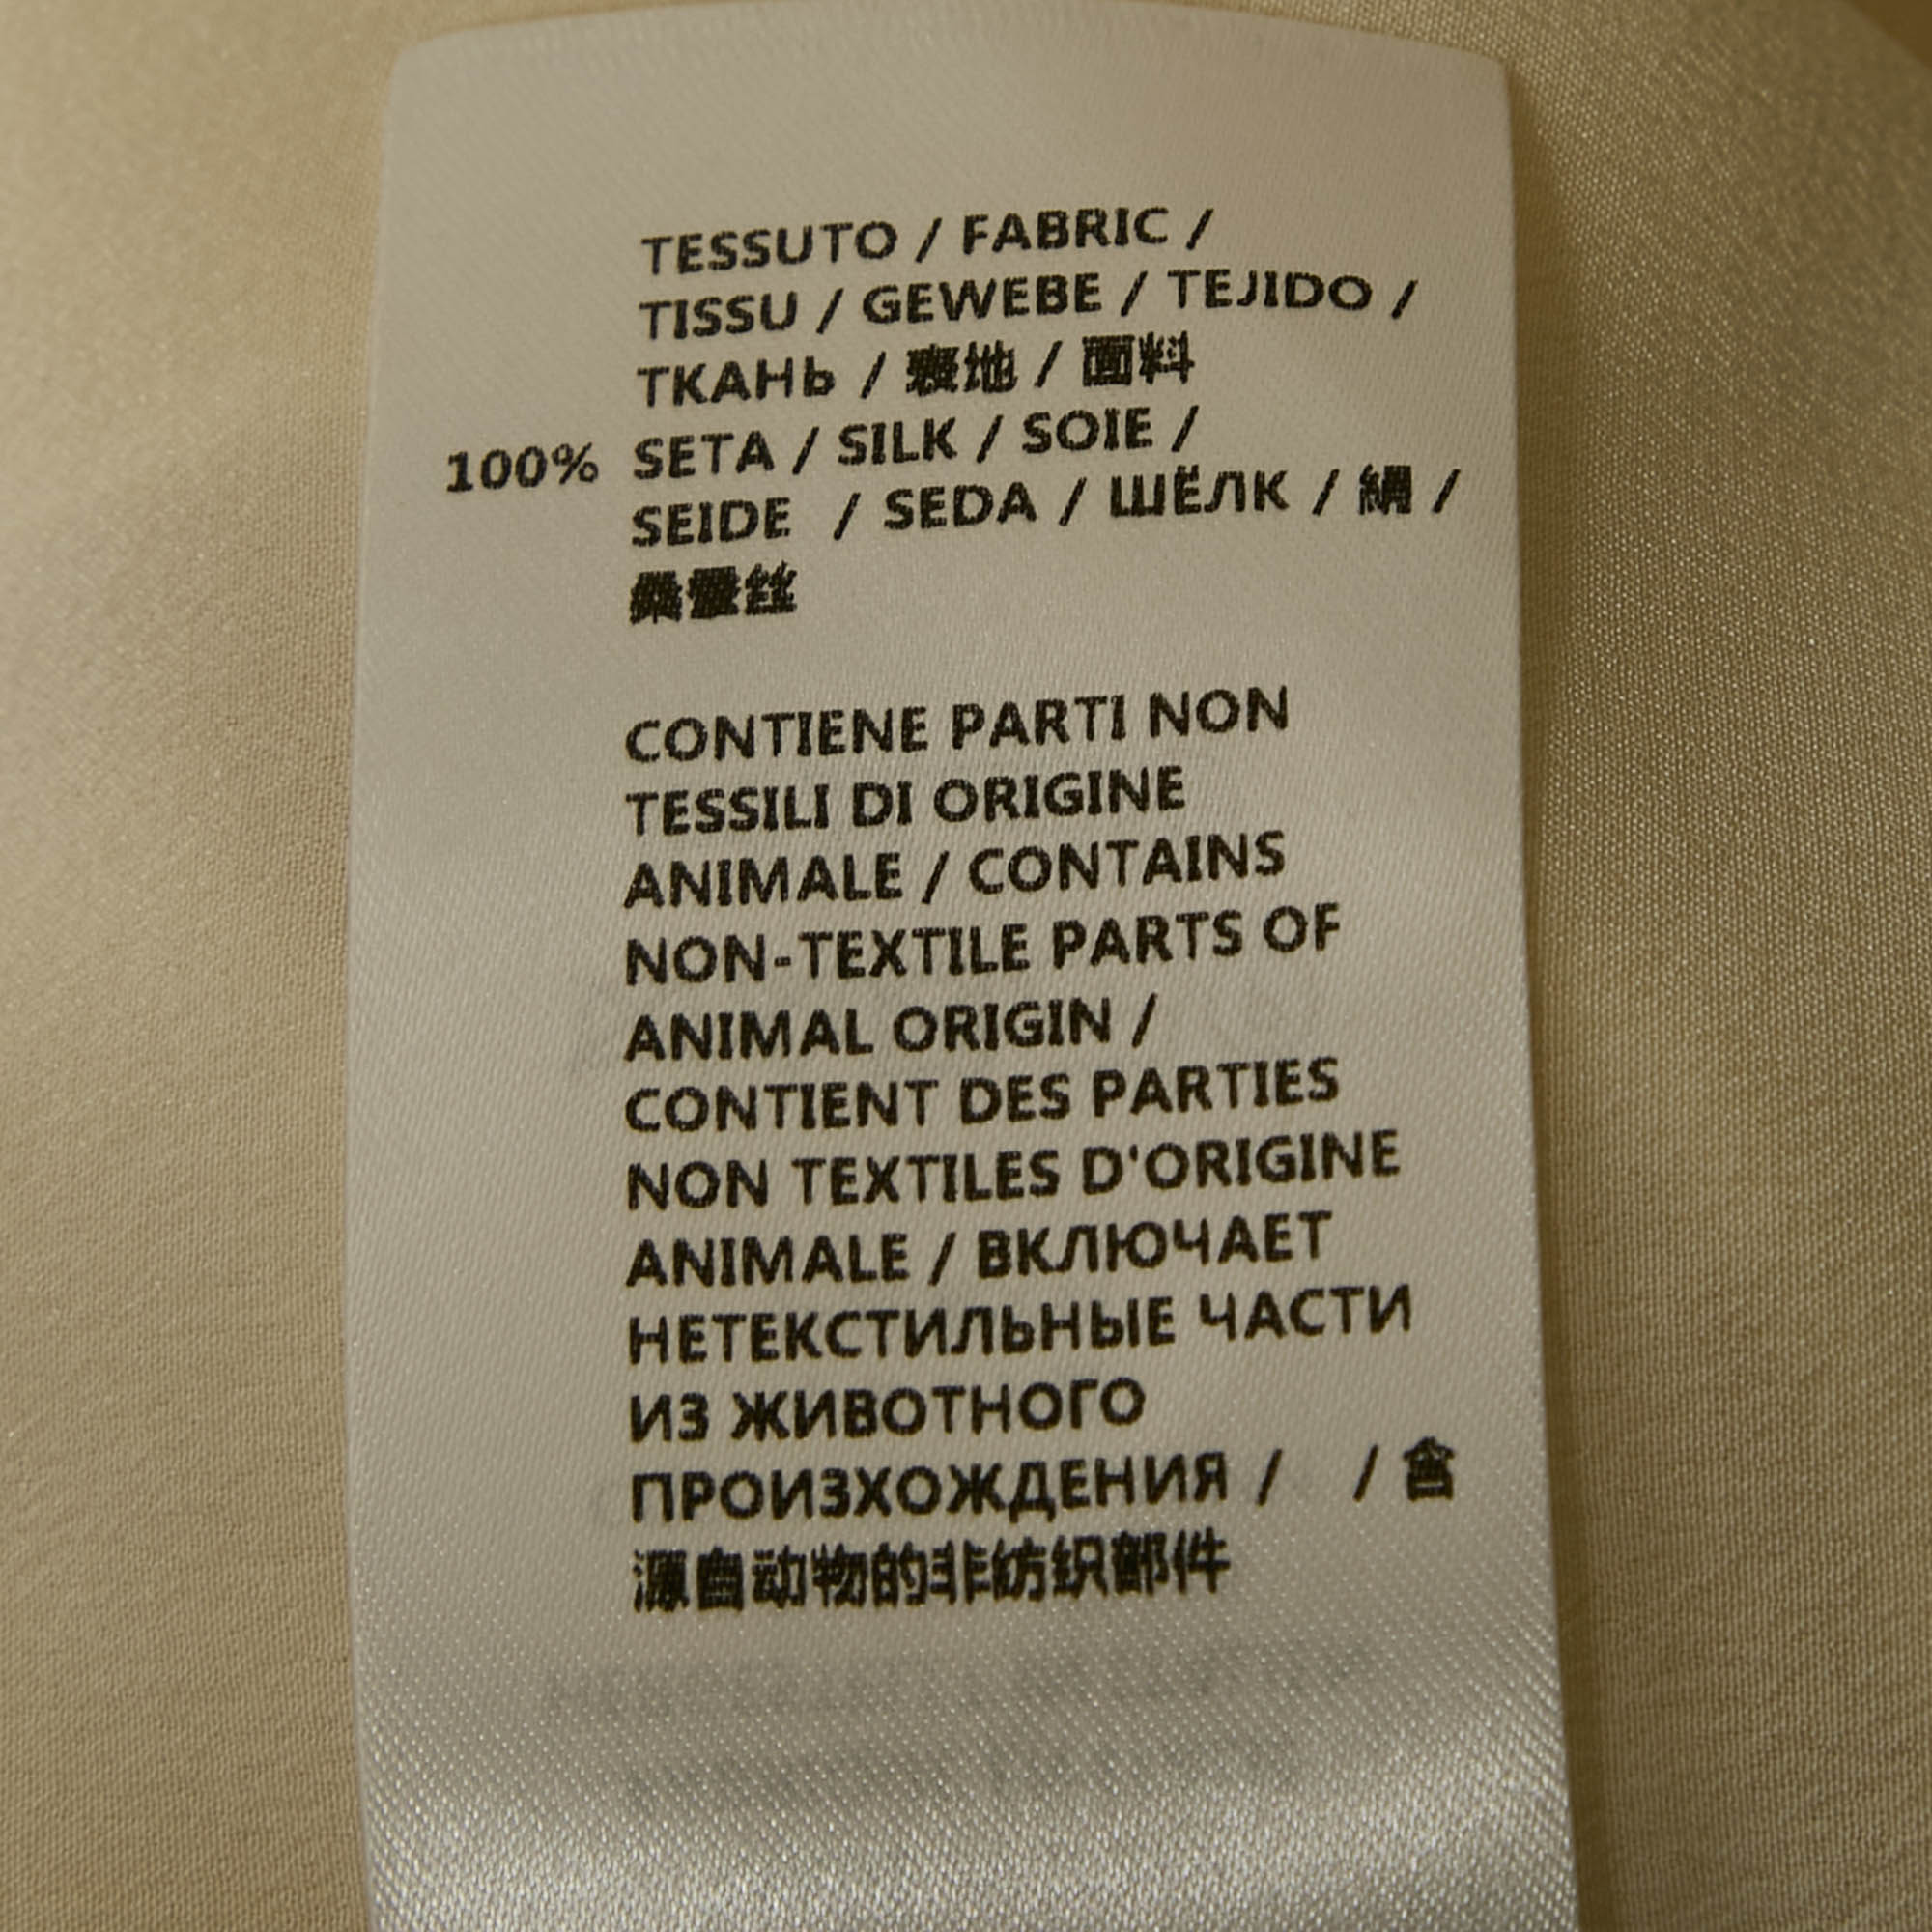 TESSUTO / FABRIC /
TISSU / GEWEBE / TEJIDO /
ТКАНЬ / 表地 / 面料
100% SETA / SILK / SOIE /
SEIDE / SEDA / ШЁЛК / 絹 /
桑蚕丝
CONTIENE PARTI NON
TESSILI DI ORIGINE
ANIMALE / CONTAINS
NON-TEXTILE PARTS OF
ANIMAL ORIGIN /
CONTIENT DES PARTIES
NON TEXTILES D'ORIGINE
ANIMALE / ВКЛЮЧАЕТ
НЕТЕКСТИЛЬНЫЕ ЧАСТИ
ИЗ ЖИВОТНОГО
ПРОИЗХОЖДЕНИЯ / / 含
源自动物的非纺织部件